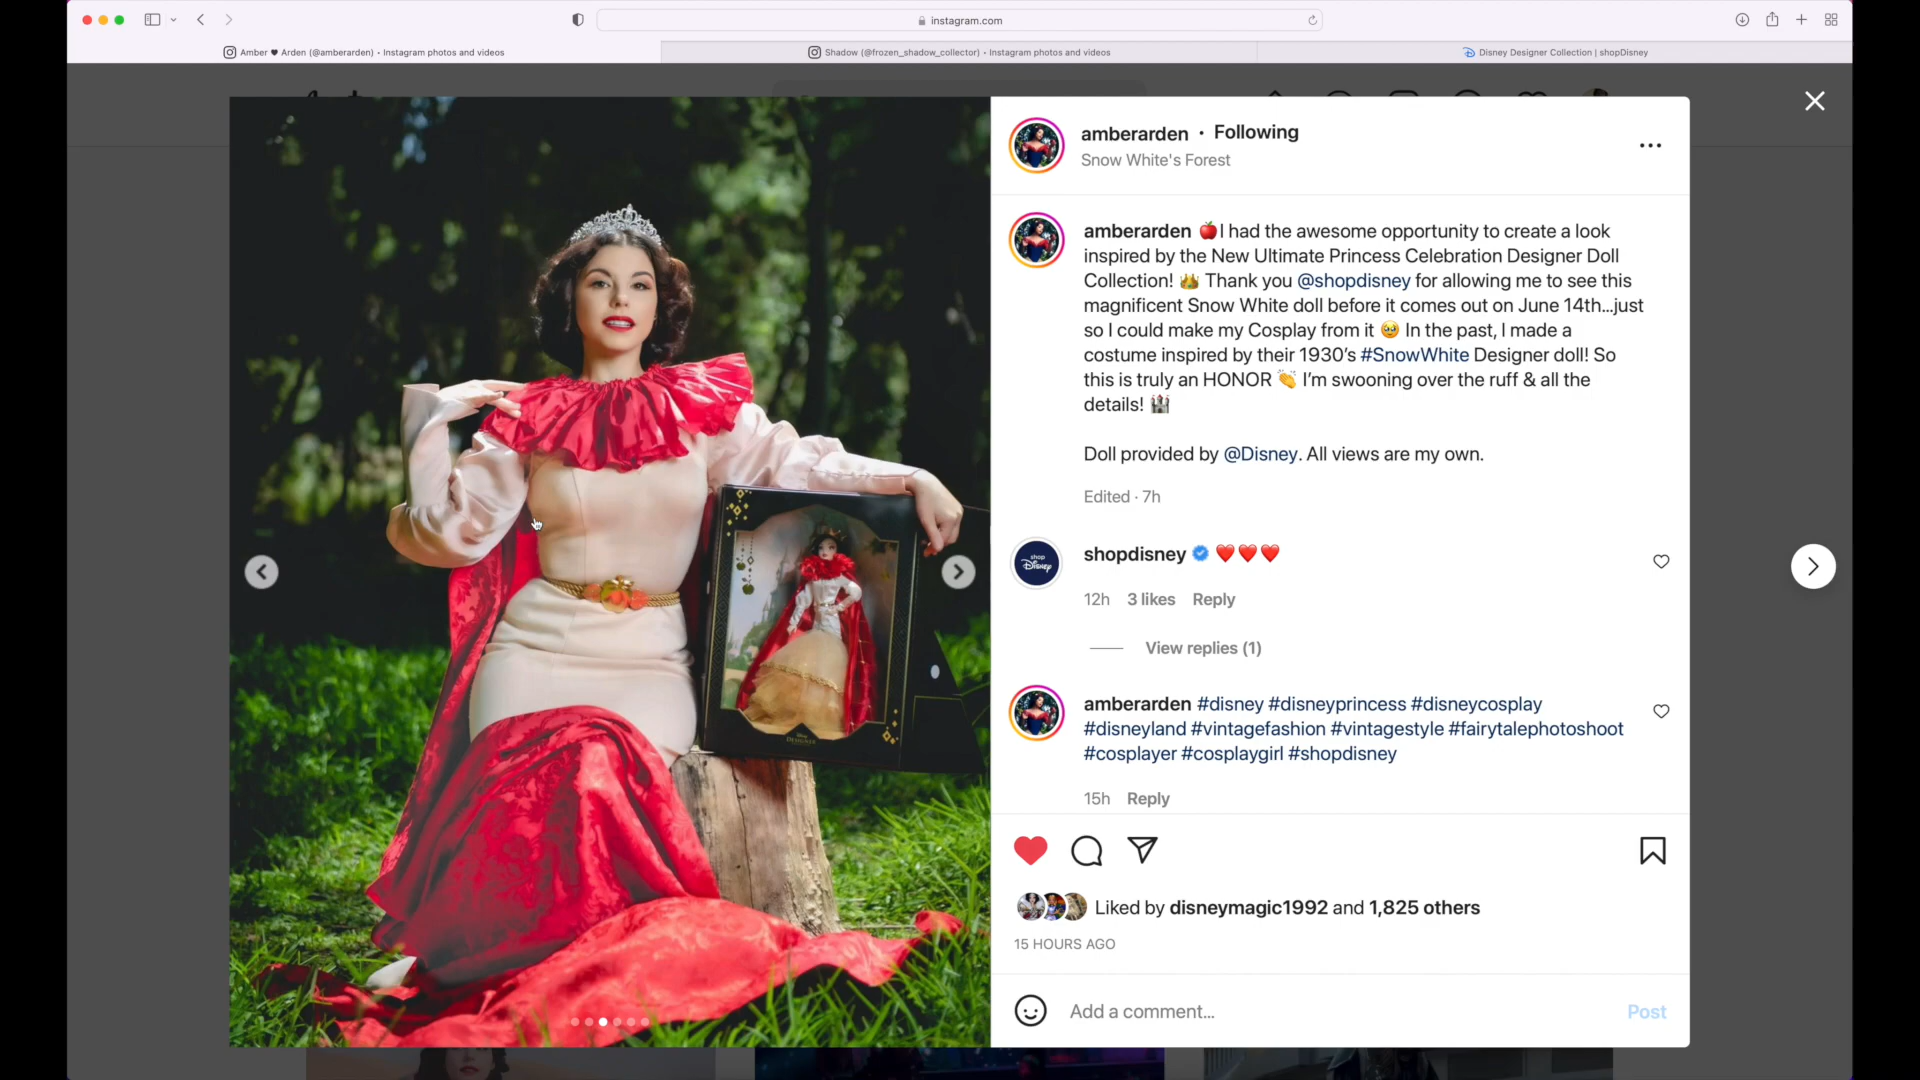 instagram.com
Amber ♥ Arden (@amberarden) • Instagram photos and videos
Shadow (@frozen_shadow_collector) • Instagram photos and videos
Disney Designer Collection | shopDisney
amberarden • Following
Snow White's Forest
amberarden 🍎I had the awesome opportunity to create a look
inspired by the New Ultimate Princess Celebration Designer Doll
Collection! 👑 Thank you @shopdisney for allowing me to see this
magnificent Snow White doll before it comes out on June 14th...just
so I could make my Cosplay from it 🥹 In the past, I made a
costume inspired by their 1930’s #SnowWhite Designer doll! So
this is truly an HONOR 👏 I’m swooning over the ruff & all the
details! 🏰
Doll provided by @Disney. All views are my own.
Edited · 7h
shop
Disney
shopdisney ❤️❤️❤️
12h 3 likes Reply
View replies (1)
amberarden #disney #disneyprincess #disneycosplay
#disneyland #vintagefashion #vintagestyle #fairytalephotoshoot
#cosplayer #cosplaygirl #shopdisney
15h Reply
Liked by disneymagic1992 and 1,825 others
15 HOURS AGO
Add a comment...
Post
DESIGNER